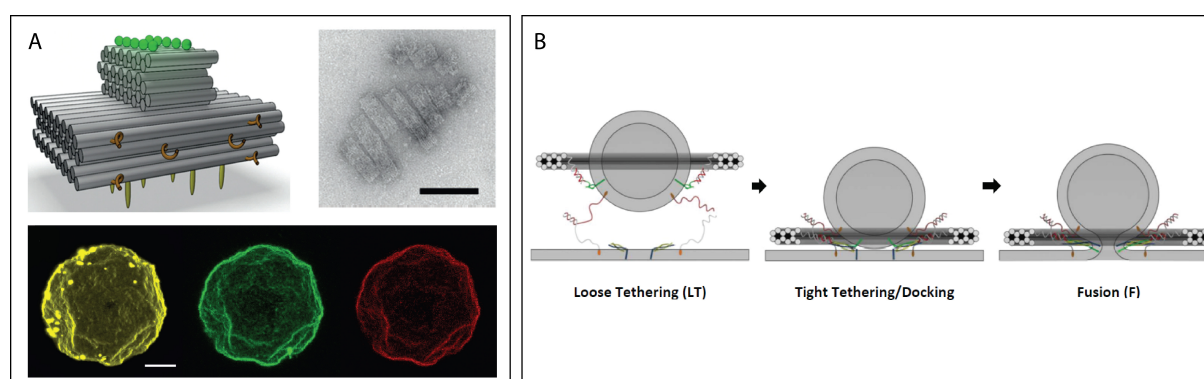 A
B
Loose Tethering (LT)
Tight Tethering/Docking
Fusion (F)